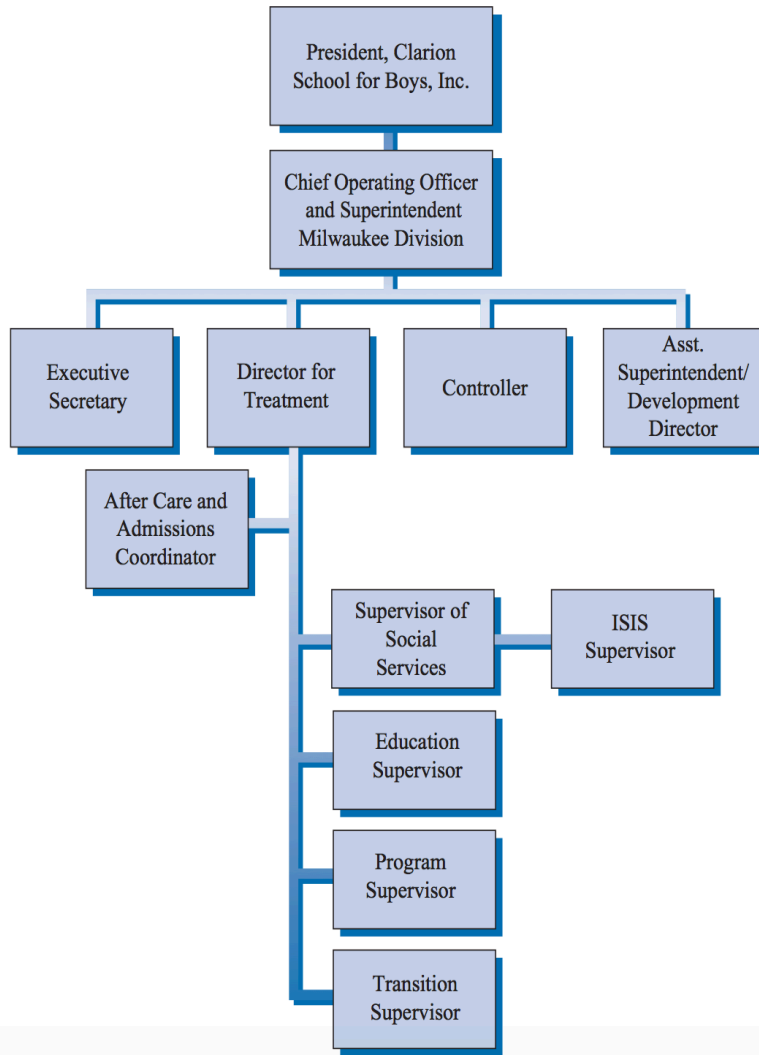 President, Clarion
School for Boys, Inc.
Chief Operating Officer
and Superintendent
Milwaukee Division
Executive
Secretary
Director for
Treatment
Controller
Asst.
Superintendent/
Development
Director
After Care and
Admissions
Coordinator
Supervisor of
Social
Services
ISIS
Supervisor
Education
Supervisor
Program
Supervisor
Transition
Supervisor